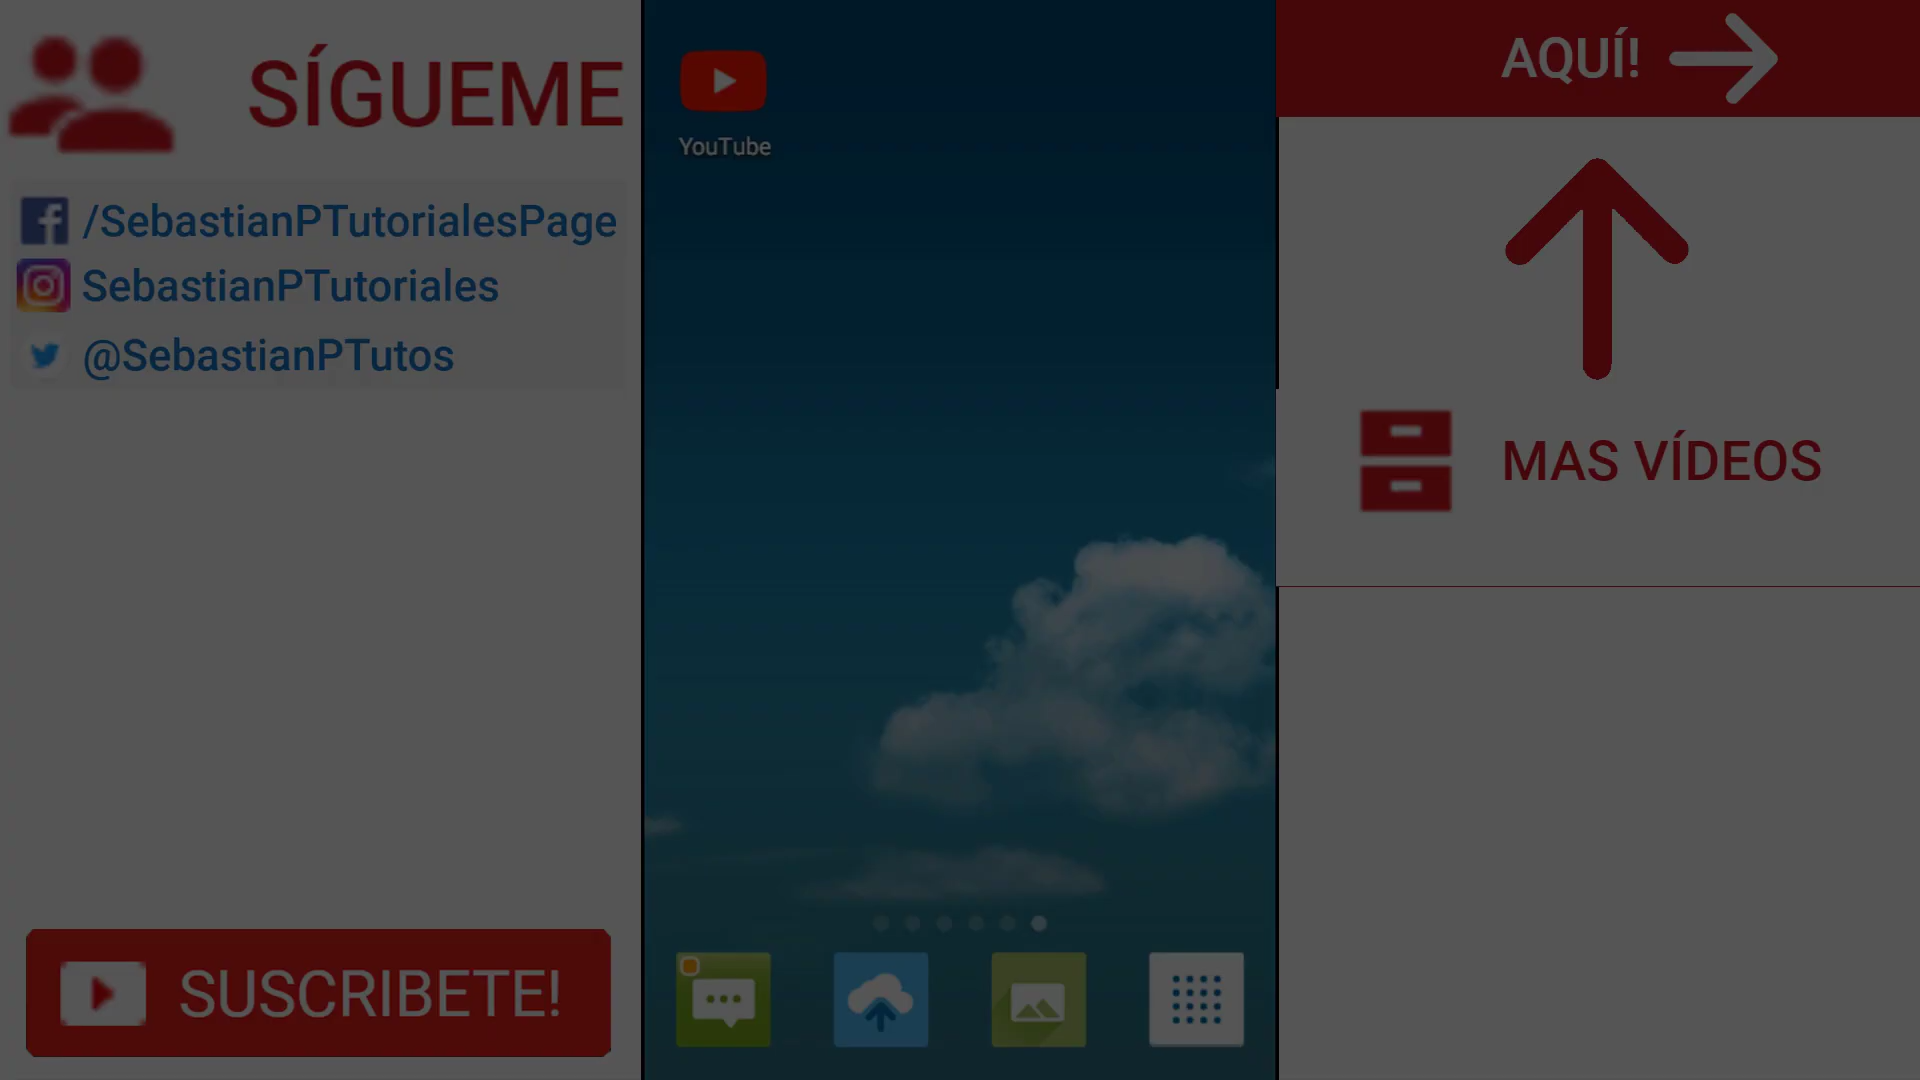 SÍGUEME
/SebastianPTutorialesPage
SebastianPTutoriales
@SebastianPTutos
SUSCRIBETE!
YouTube
AQUÍ!
MAS VÍDEOS